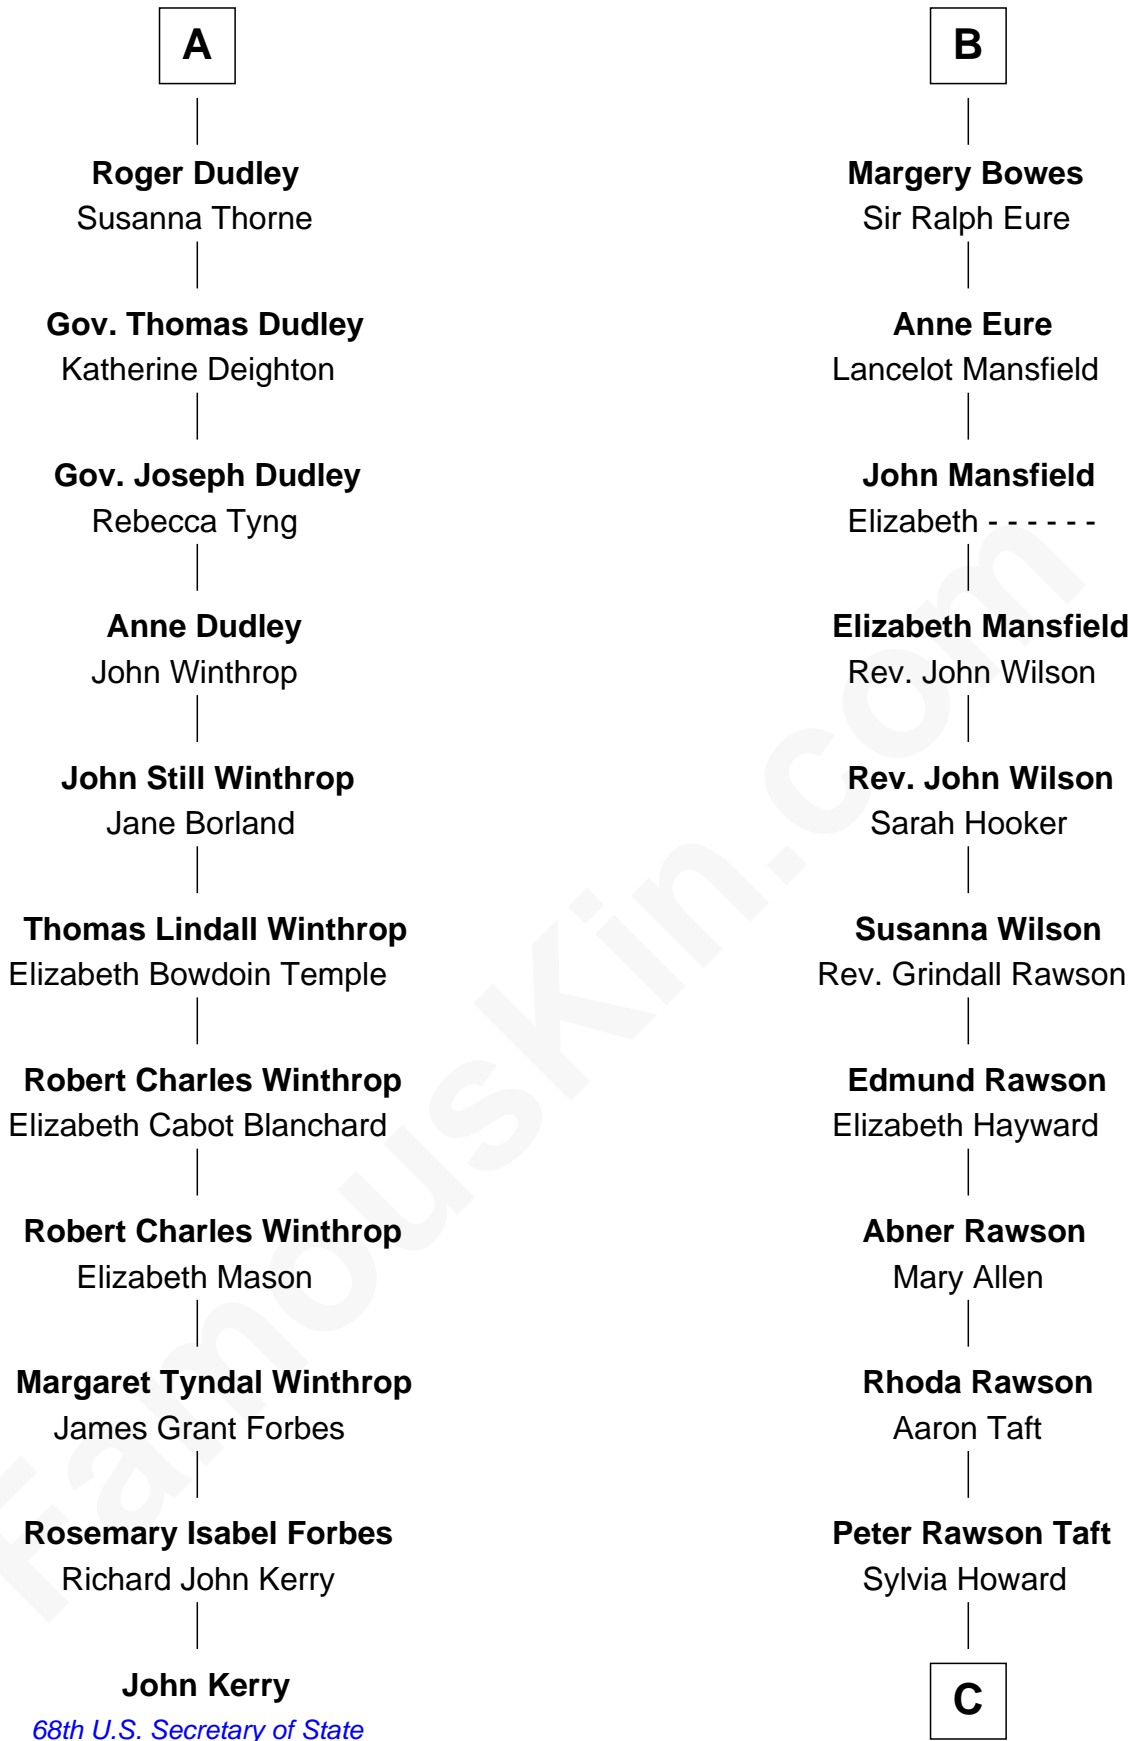 A
Roger Dudley
Susanna Thorne
Gov. Thomas Dudley
Katherine Deighton
Gov. Joseph Dudley
Rebecca Tyng
Anne Dudley
John Winthrop
John Still Winthrop
Jane Borland
Thomas Lindall Winthrop
Elizabeth Bowdoin Temple
Robert Charles Winthrop
Elizabeth Cabot Blanchard
Robert Charles Winthrop
Elizabeth Mason
Margaret Tyndal Winthrop
James Grant Forbes
Rosemary Isabel Forbes
Richard John Kerry
John Kerry
68th U.S. Secretary of State
B
Margery Bowes
Sir Ralph Eure
Anne Eure
Lancelot Mansfield
John Mansfield
Elizabeth - - - - - -
Elizabeth Mansfield
Rev. John Wilson
Rev. John Wilson
Sarah Hooker
Susanna Wilson
Rev. Grindall Rawson
Edmund Rawson
Elizabeth Hayward
Abner Rawson
Mary Allen
Rhoda Rawson
Aaron Taft
Peter Rawson Taft
Sylvia Howard
C
FamousKin.com